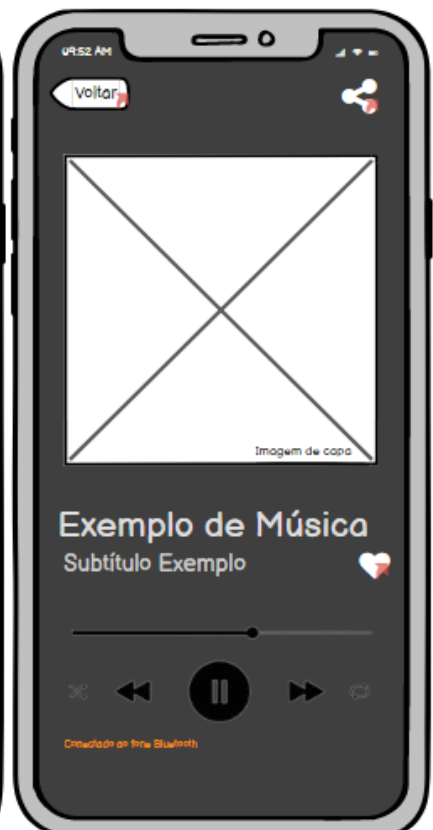 09:52 AM
Voltar
Imagem de capa
Exemplo de Música
Subtítulo Exemplo
Conectado ao fone Bluetooth